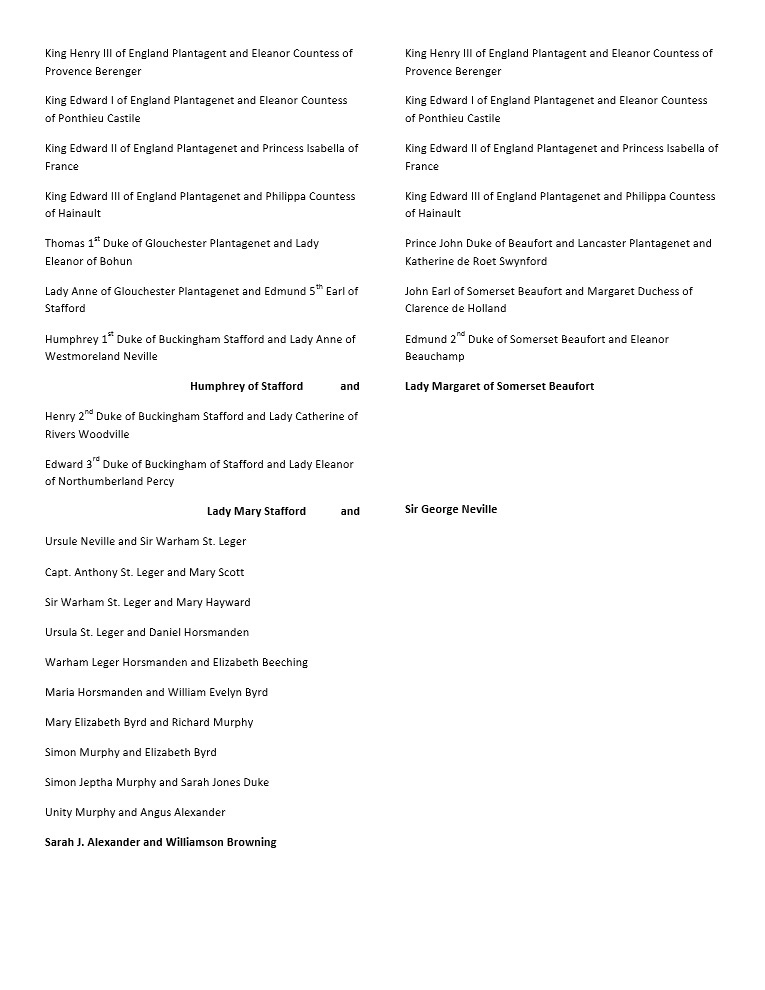 King Henry III of England Plantagent and Eleanor Countess of
Provence Berenger
King Edward I of England Plantagenet and Eleanor Countess
of Ponthieu Castile
King Edward II of England Plantagenet and Princess Isabella of
France
King Edward III of England Plantagenet and Philippa Countess
of Hainault
Thomas 1st Duke of Glouchester Plantagenet and Lady
Eleanor of Bohun
Lady Anne of Glouchester Plantagenet and Edmund 5th Earl of
Stafford
Humphrey 1st Duke of Buckingham Stafford and Lady Anne of
Westmoreland Neville
Humphrey of Stafford and
Henry 2nd Duke of Buckingham Stafford and Lady Catherine of
Rivers Woodville
Edward 3rd Duke of Buckingham of Stafford and Lady Eleanor
of Northumberland Percy
Lady Mary Stafford and
Ursule Neville and Sir Warham St. Leger
Capt. Anthony St. Leger and Mary Scott
Sir Warham St. Leger and Mary Hayward
Ursula St. Leger and Daniel Horsmanden
Warham Leger Horsmanden and Elizabeth Beeching
Maria Horsmanden and William Evelyn Byrd
Mary Elizabeth Byrd and Richard Murphy
Simon Murphy and Elizabeth Byrd
Simon Jeptha Murphy and Sarah Jones Duke
Unity Murphy and Angus Alexander
Sarah J. Alexander and Williamson Browning
King Henry III of England Plantagent and Eleanor Countess of
Provence Berenger
King Edward I of England Plantagenet and Eleanor Countess
of Ponthieu Castile
King Edward II of England Plantagenet and Princess Isabella of
France
King Edward III of England Plantagenet and Philippa Countess
of Hainault
Prince John Duke of Beaufort and Lancaster Plantagenet and
Katherine de Roet Swynford
John Earl of Somerset Beaufort and Margaret Duchess of
Clarence de Holland
Edmund 2nd Duke of Somerset Beaufort and Eleanor
Beauchamp
Lady Margaret of Somerset Beaufort
Sir George Neville